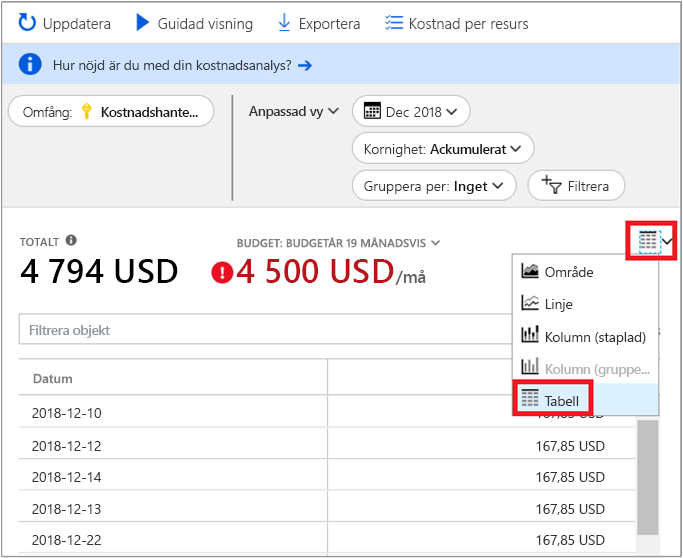 Uppdatera Guidad visning Exportera Kostnad per resurs
Hur nöjd är du med din kostnadsanalys? →
Omfång: Kostnadshante... Anpassad vy Dec 2018
Kornighet: Ackumulerat
Gruppera per: Inget Filtrera
TOTALT BUDGET: BUDGETÅR 19 MÅNADSVIS
4 794 USD 4 500 USD/må
Område
Linje
Kolumn (staplad)
Kolumn (gruppe...
Tabell
Filtrera objekt
Datum
2018-12-10 167,85 USD
2018-12-12 167,85 USD
2018-12-14 167,85 USD
2018-12-13 167,85 USD
2018-12-22 167,85 USD